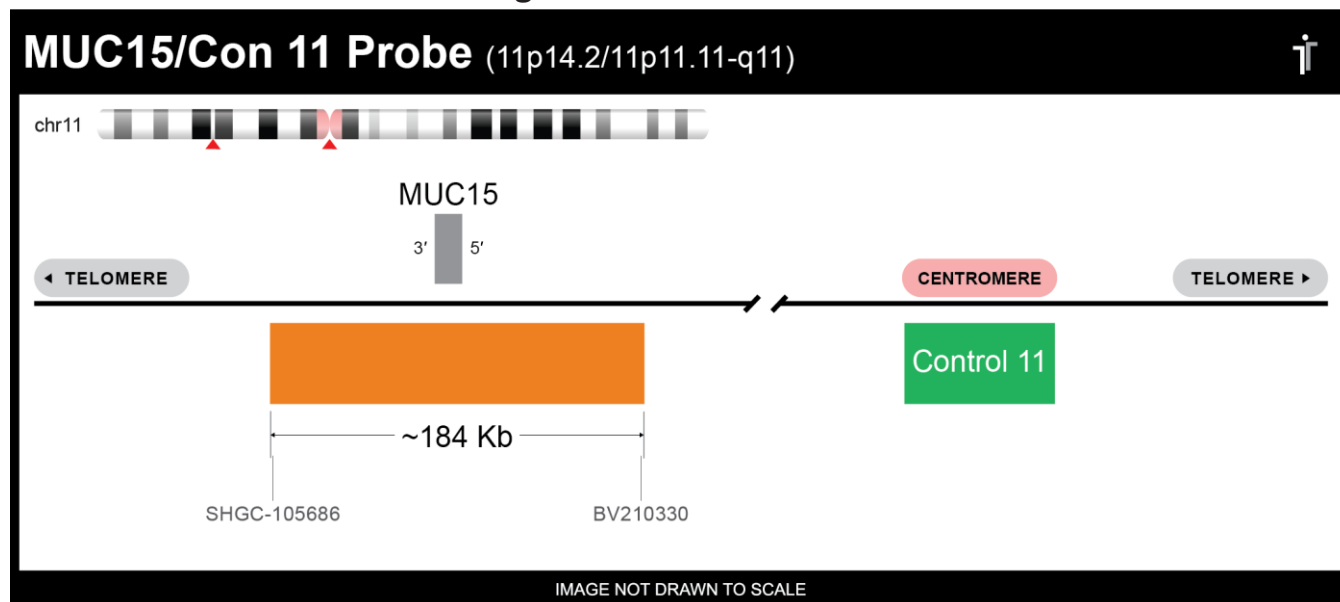 MUC15/Con 11 Probe (11p14.2/11p11.11-q11)
chr11
MUC15
3′ 5′
◂ TELOMERE
CENTROMERE
TELOMERE ▸
Control 11
~184 Kb
SHGC-105686
BV210330
IMAGE NOT DRAWN TO SCALE